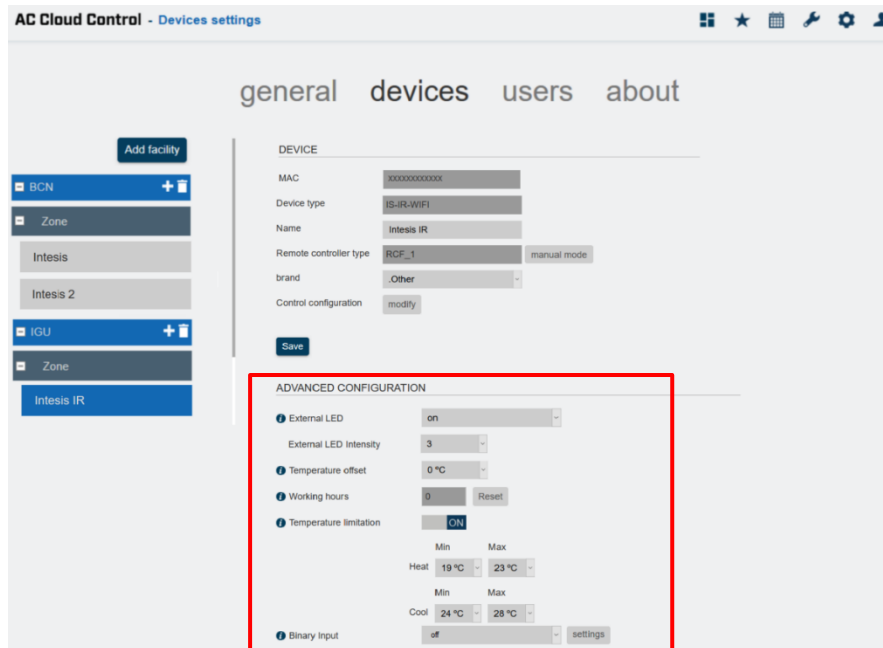 AC Cloud Control - Devices settings
general devices users about
Add facility
BCN
Zone
Intesis
Intesis 2
IGU
Zone
Intesis IR
DEVICE
MAC xxxxxxxxxxxx
Device type IS-IR-WIFI
Name Intesis IR
Remote controller type RCF_1 manual mode
brand .Other
Control configuration modify
Save
ADVANCED CONFIGURATION
i External LED on
External LED Intensity 3
i Temperature offset 0 ºC
i Working hours 0 Reset
i Temperature limitation ON
Min Max
Heat 19 ºC 23 ºC
Min Max
Cool 24 ºC 28 ºC
i Binary Input off settings